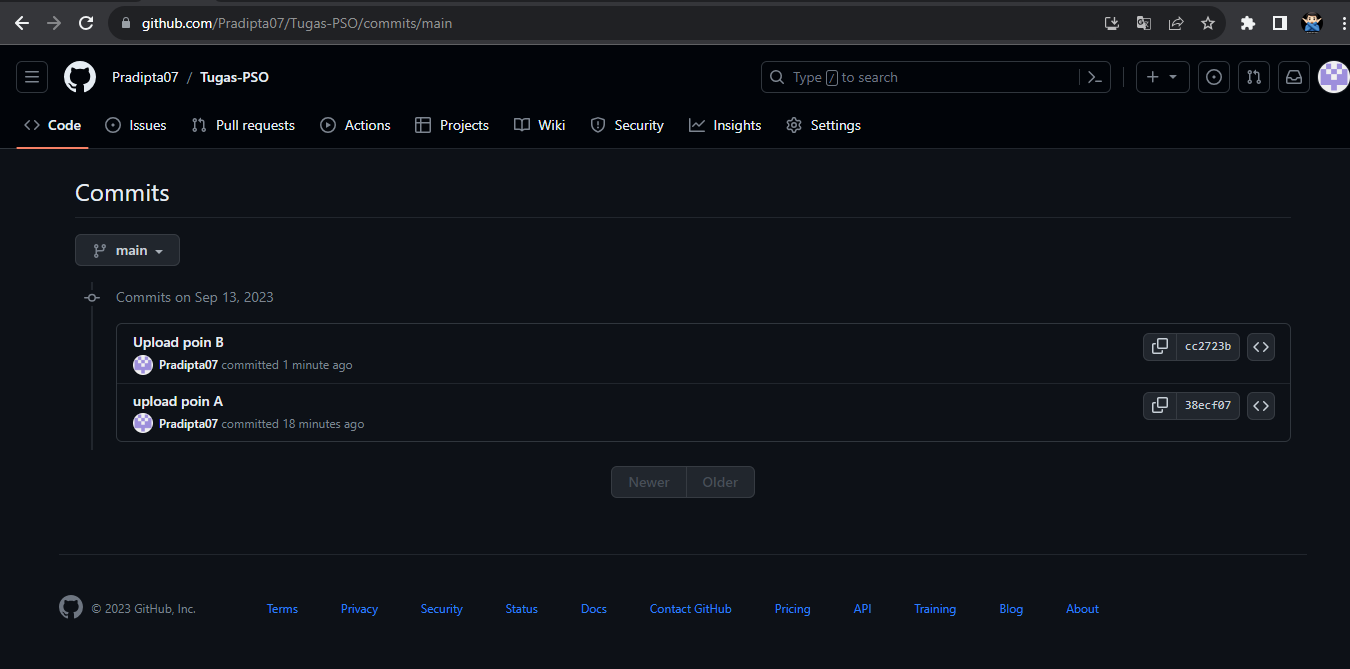 github.com/Pradipta07/Tugas-PSO/commits/main
Pradipta07 / Tugas-PSO
Type / to search
Code Issues Pull requests Actions Projects Wiki Security Insights Settings
Commits
main
Commits on Sep 13, 2023
Upload poin B
cc2723b
Pradipta07 committed 1 minute ago
upload poin A
38ecf07
Pradipta07 committed 18 minutes ago
Newer Older
© 2023 GitHub, Inc. Terms Privacy Security Status Docs Contact GitHub Pricing API Training Blog About